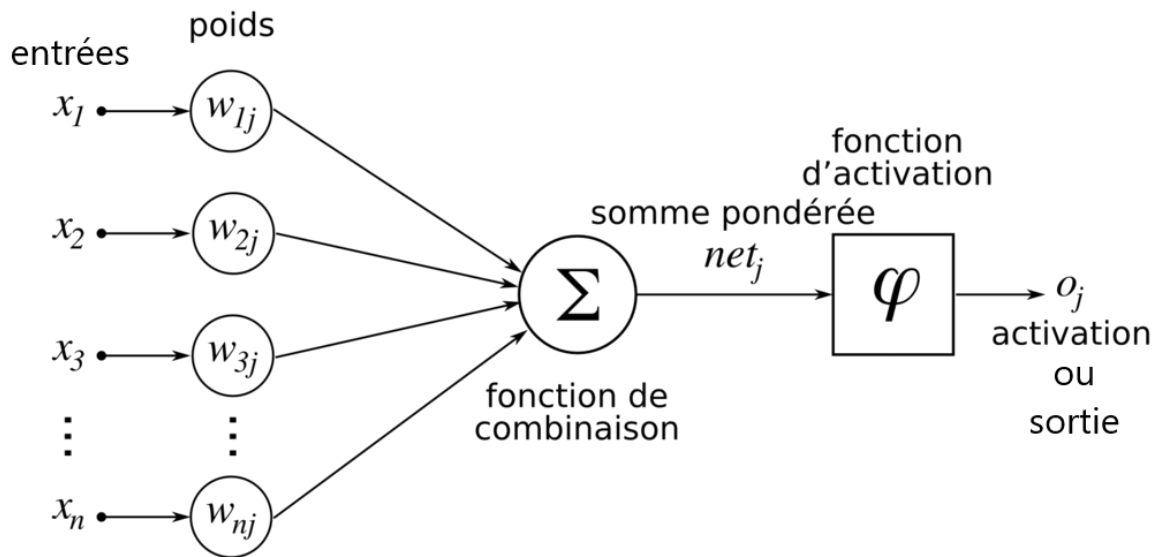 poids
entrées
x₁ w₁ⱼ
fonction
d’activation
x₂ w₂ⱼ
somme pondérée
netⱼ
Σ
φ
oⱼ
activation
ou
sortie
x₃ w₃ⱼ
fonction de
combinaison
⋮ ⋮
xₙ wₙⱼ